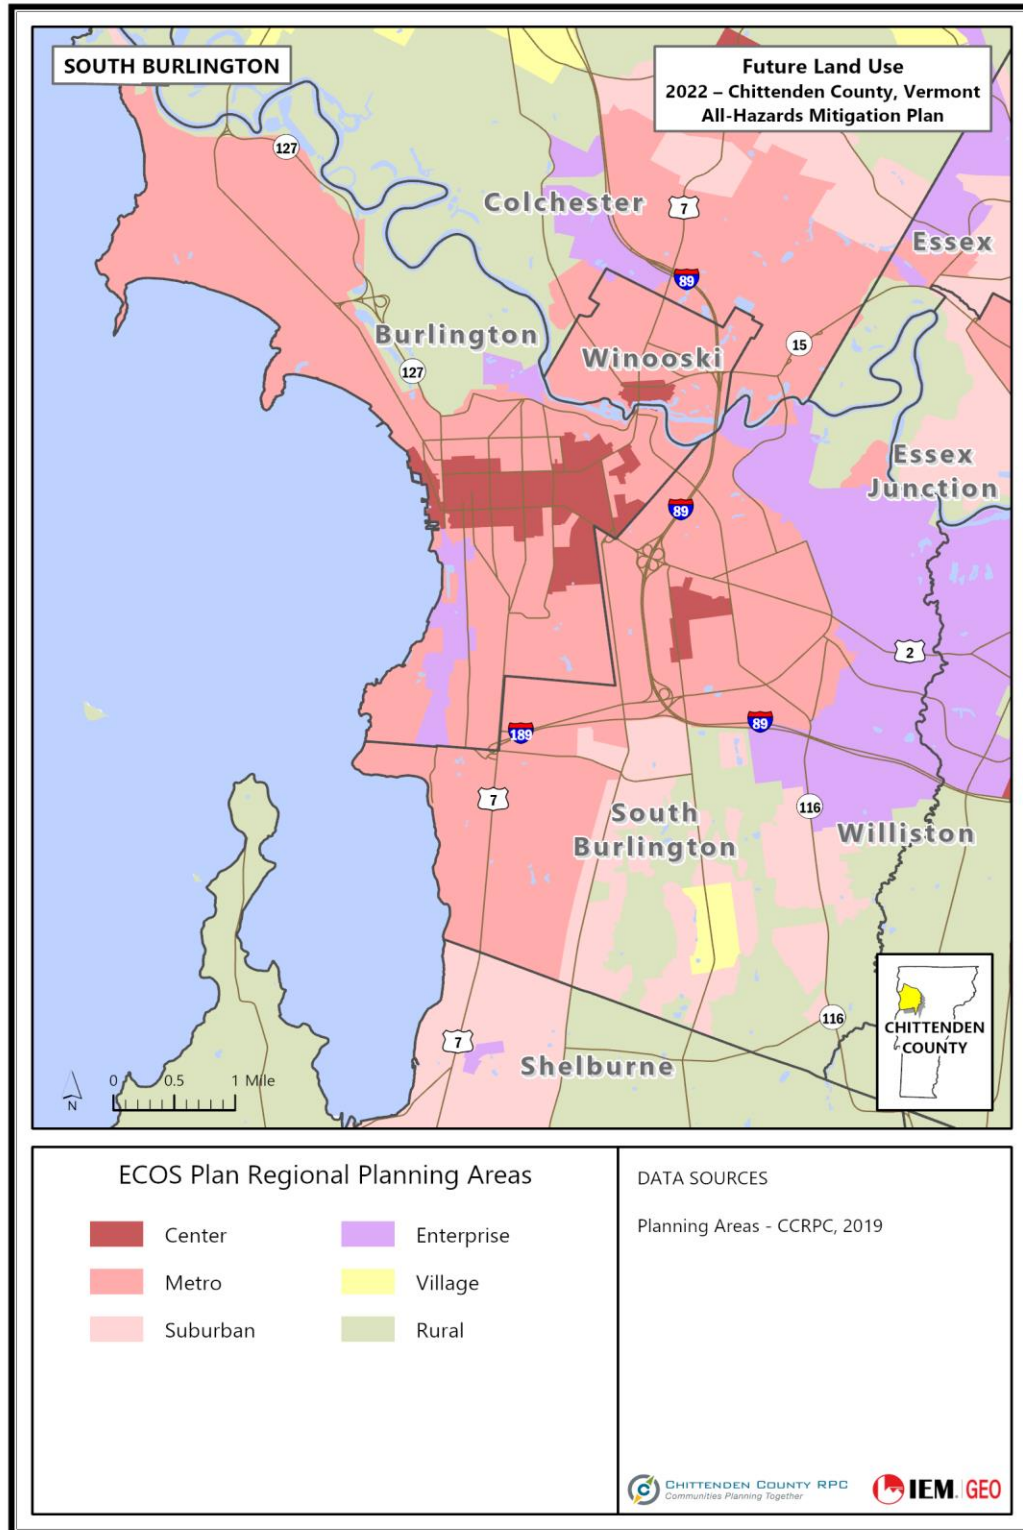 SOUTH BURLINGTON
Future Land Use
2022 – Chittenden County, Vermont
All-Hazards Mitigation Plan
127
Colchester
7
Essex
89
Burlington
Winooski
15
127
Essex
Junction
89
2
189
89
7
116
South
Burlington
Williston
116
CHITTENDEN
COUNTY
7
Shelburne
N
0 0.5 1 Mile
ECOS Plan Regional Planning Areas
Center
Enterprise
Metro
Village
Suburban
Rural
DATA SOURCES
Planning Areas - CCRPC, 2019
CHITTENDEN COUNTY RPC
Communities Planning Together
IEM GEO